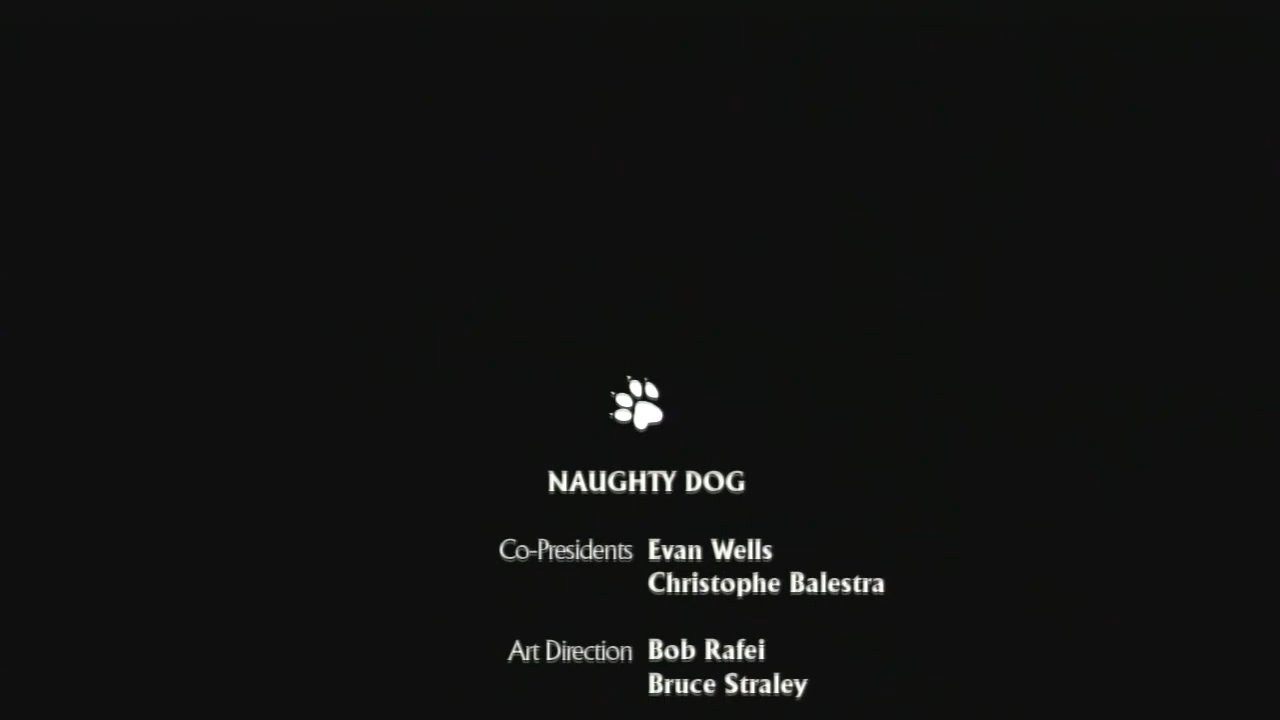 NAUGHTY DOG
Co-Presidents Evan Wells
Christophe Balestra
Art Direction Bob Rafei
Bruce Straley